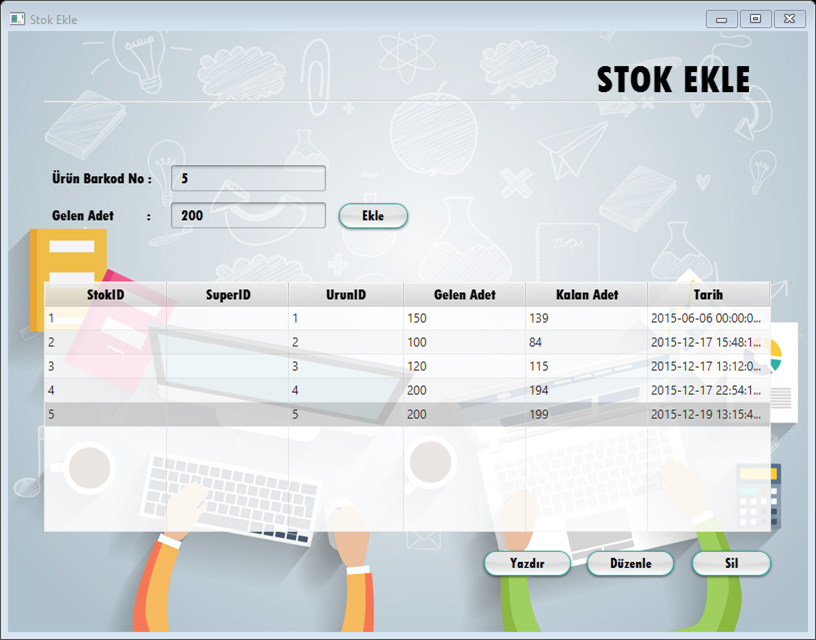 Stok Ekle
STOK EKLE
Ürün Barkod No : 5
Gelen Adet : 200 Ekle
Notes
StokID SuperID UrunID Gelen Adet Kalan Adet Tarih
1 1 150 139 2015-06-06 00:00:0...
2 2 100 84 2015-12-17 15:48:1...
3 3 120 115 2015-12-17 13:12:0...
4 4 200 194 2015-12-17 22:54:1...
5 5 200 199 2015-12-19 13:15:4...
Yazdır Düzenle Sil